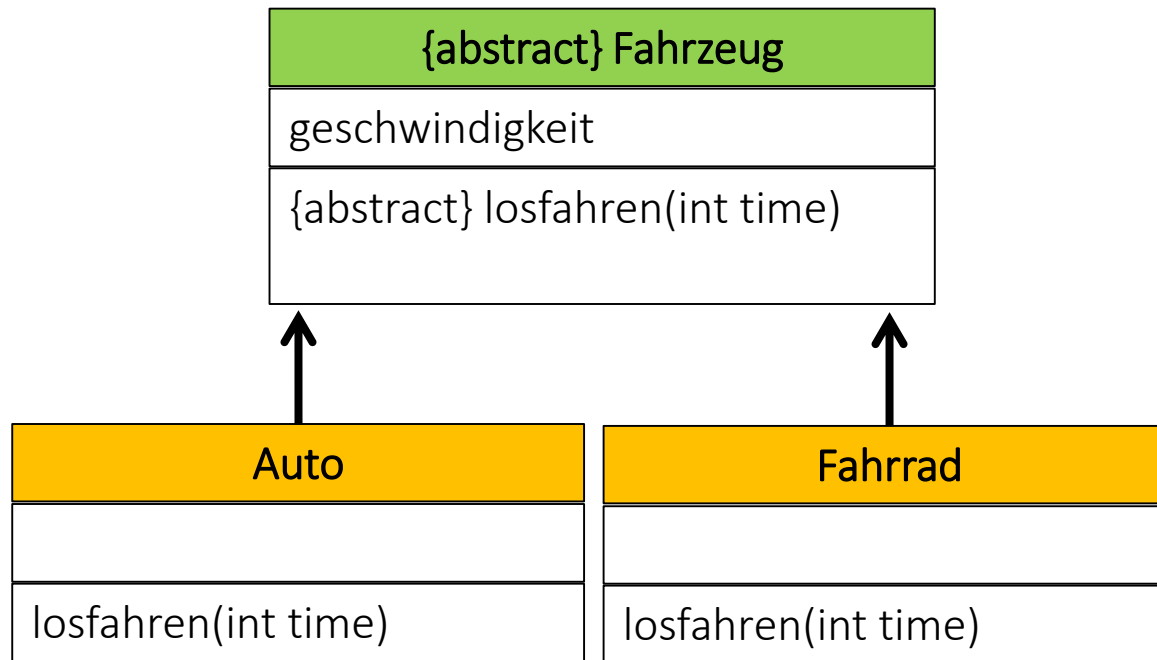 {abstract} Fahrzeug
geschwindigkeit
{abstract} losfahren(int time)
Auto
losfahren(int time)
Fahrrad
losfahren(int time)